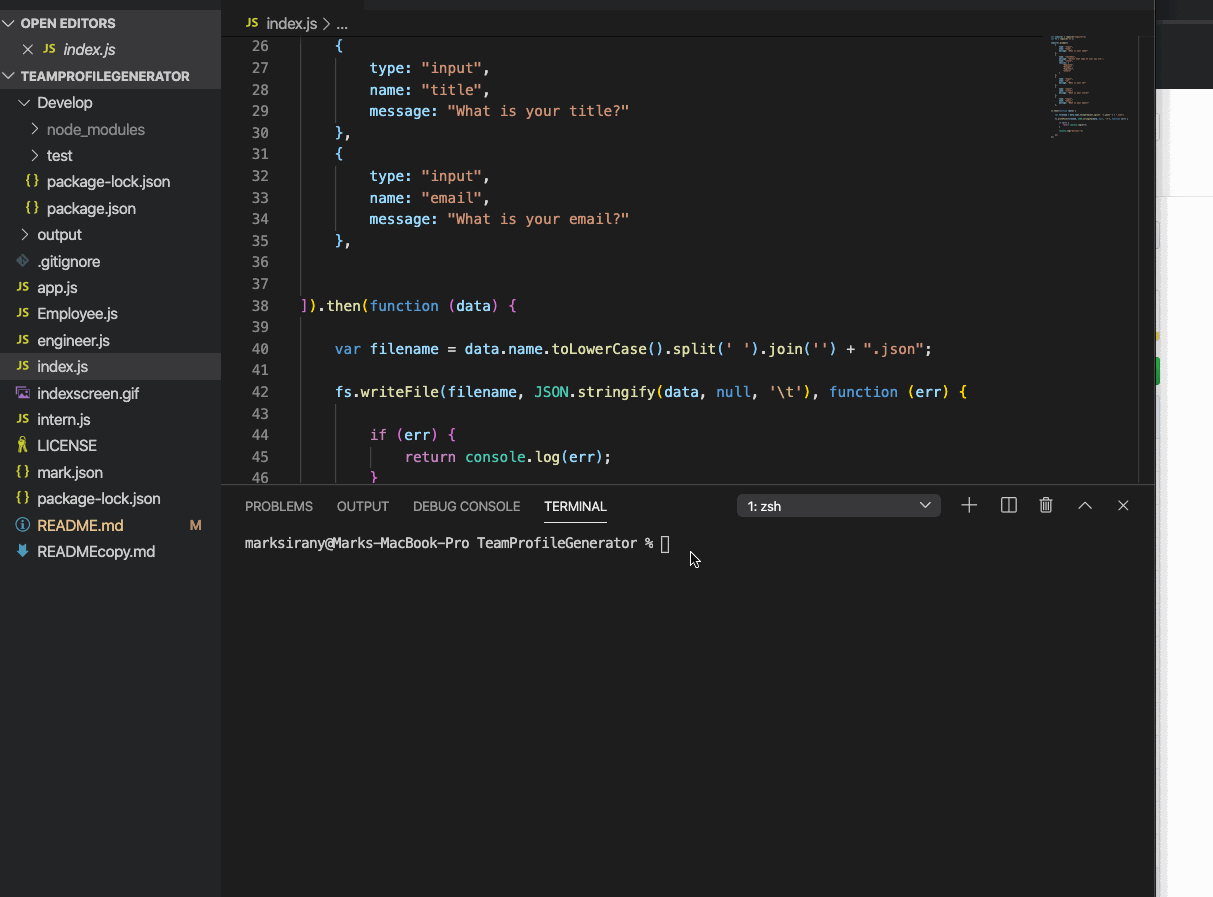 OPEN EDITORS
JS index.js
TEAMPROFILEGENERATOR
Develop
node_modules
test
{} package-lock.json
{} package.json
output
.gitignore
JS app.js
JS Employee.js
JS engineer.js
JS index.js
indexscreen.gif
JS intern.js
LICENSE
{} mark.json
{} package-lock.json
README.md M
READMEcopy.md
JS index.js > ...
26 {
27 type: "input",
28 name: "title",
29 message: "What is your title?"
30 },
31 {
32 type: "input",
33 name: "email",
34 message: "What is your email?"
35 },
36
37
38 ]).then(function (data) {
39
40 var filename = data.name.toLowerCase().split(' ').join('') + ".json";
41
42 fs.writeFile(filename, JSON.stringify(data, null, '\t'), function (err) {
43
44 if (err) {
45 return console.log(err);
46 }
PROBLEMS OUTPUT DEBUG CONSOLE TERMINAL 1: zsh
marksirany@Marks-MacBook-Pro TeamProfileGenerator %